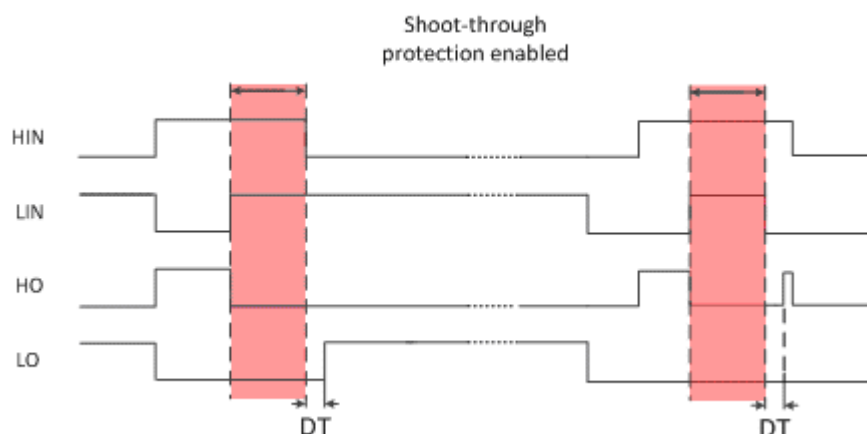 Shoot-through
protection enabled
HIN
LIN
HO
LO
DT
DT